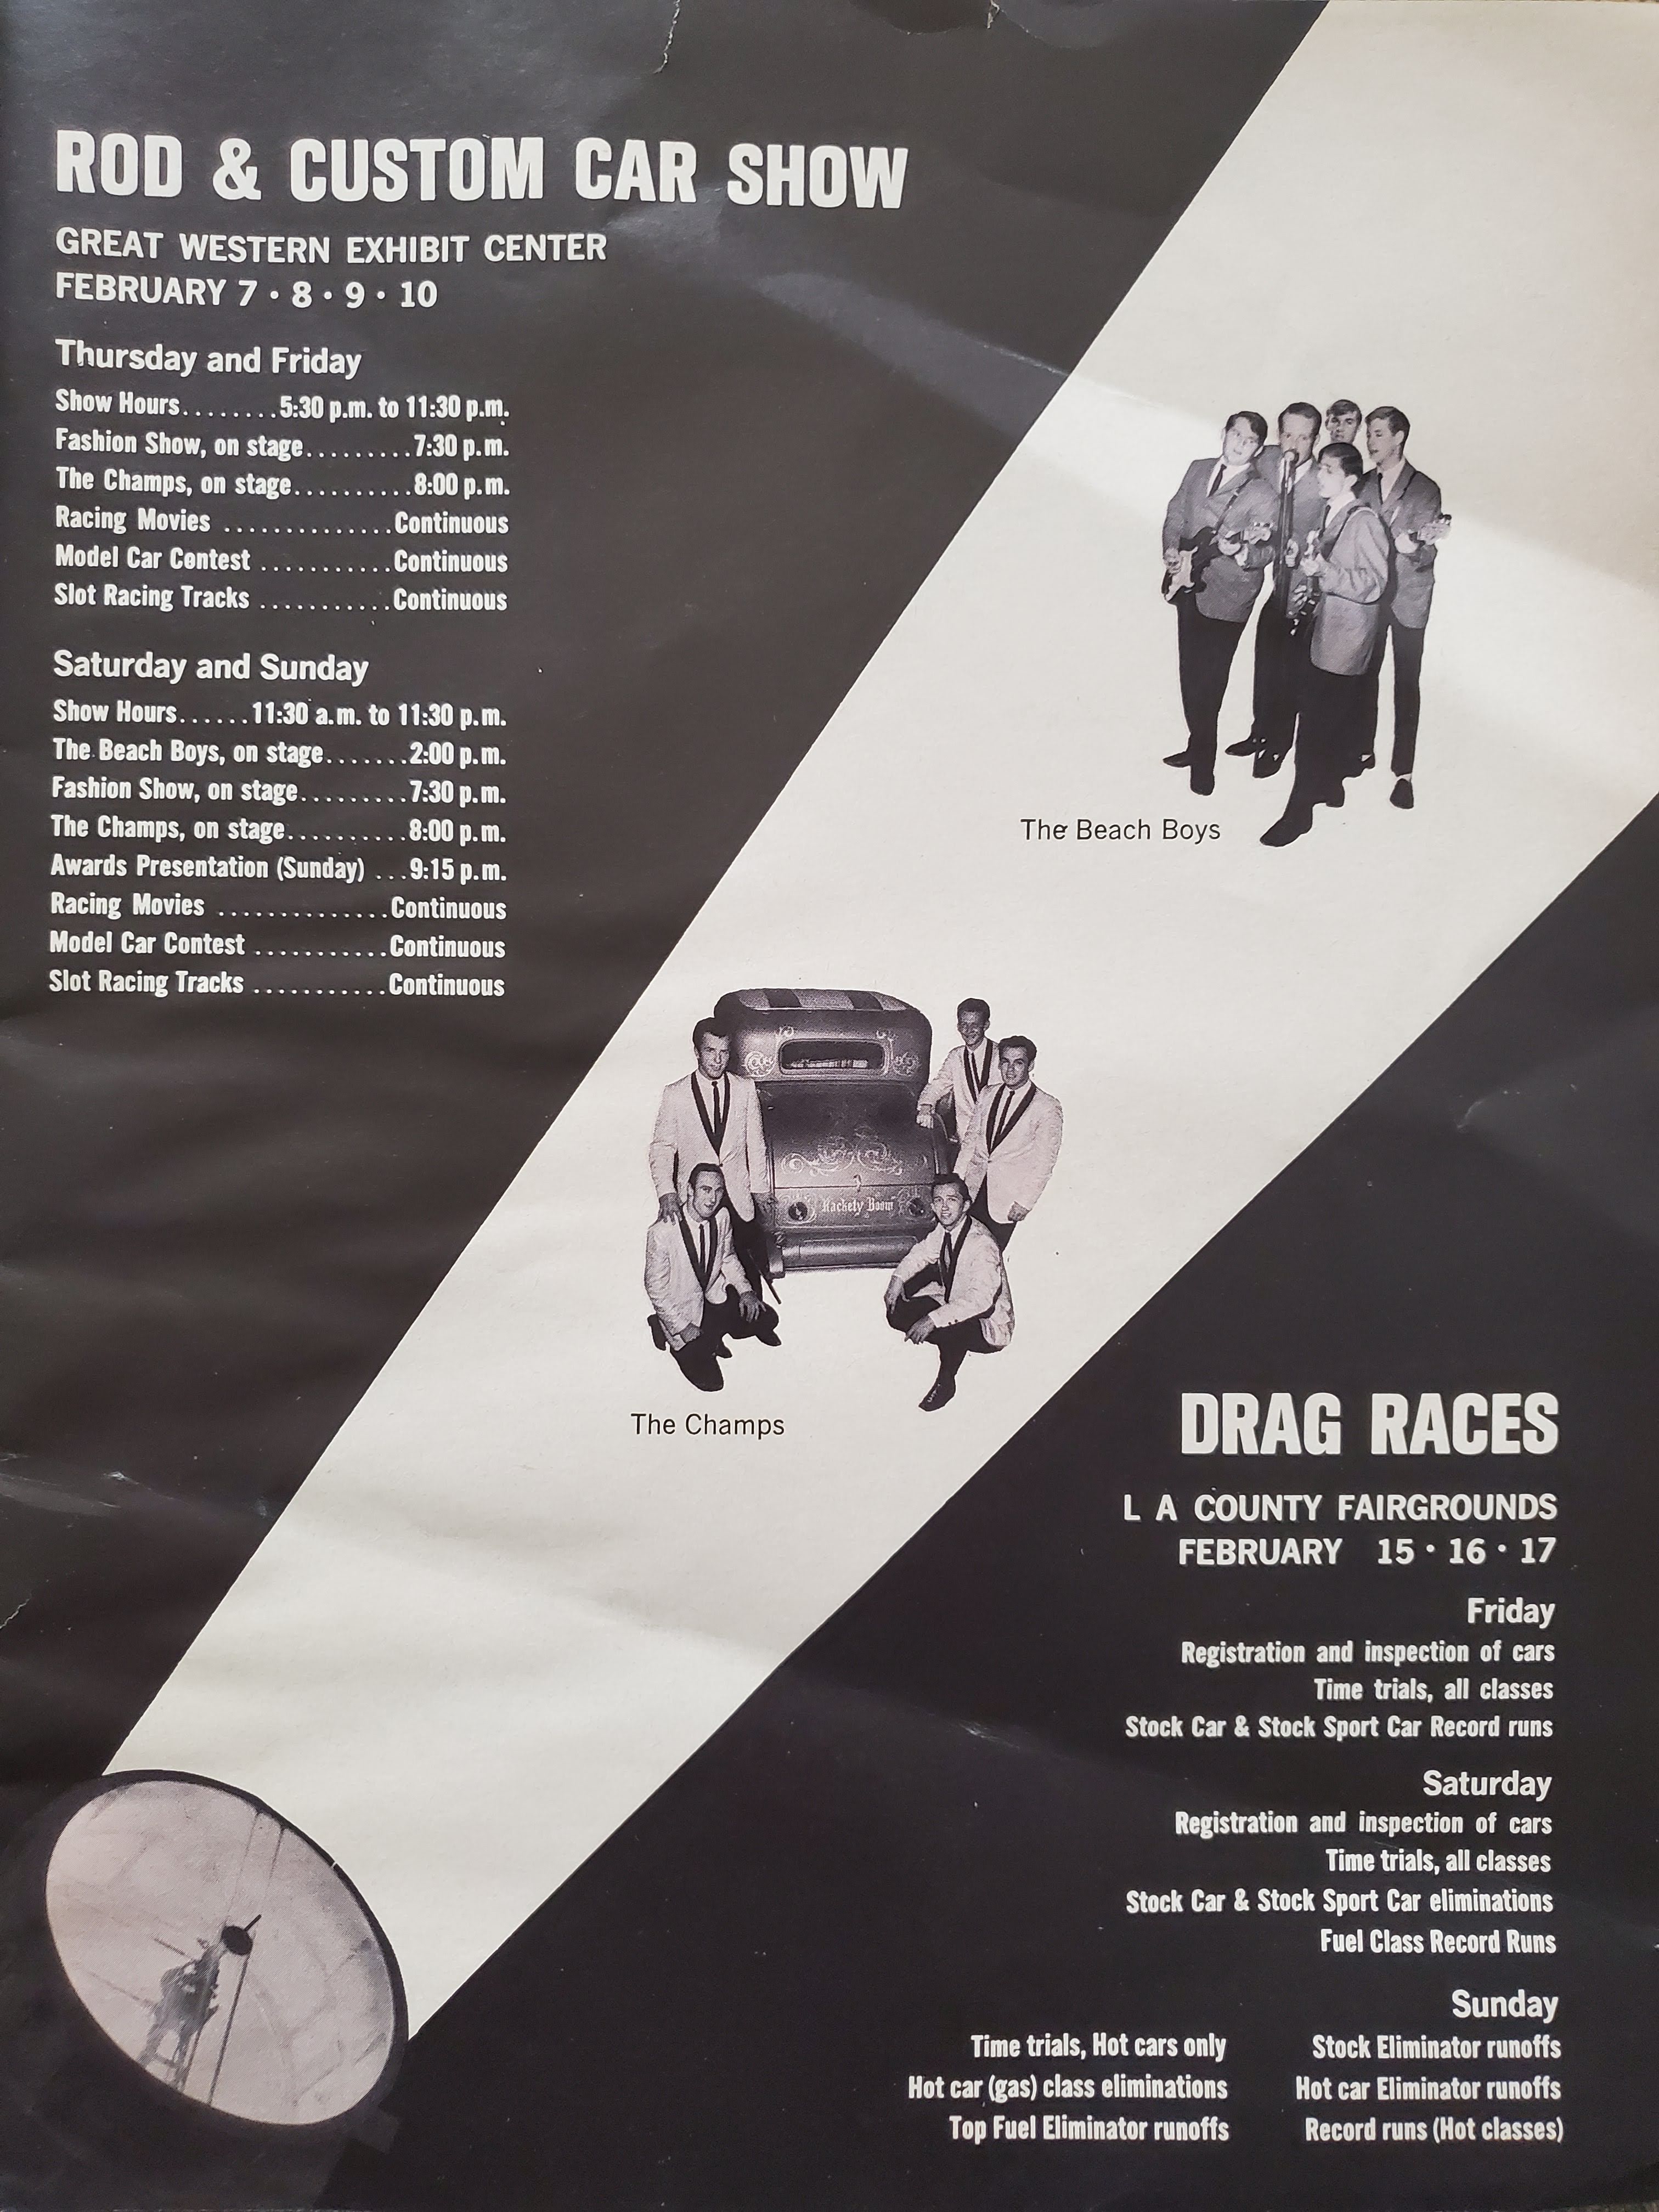 ROD & CUSTOM CAR SHOW
GREAT WESTERN EXHIBIT CENTER
FEBRUARY 7 • 8 • 9 • 10
Thursday and Friday
Show Hours........5:30 p.m. to 11:30 p.m.
Fashion Show, on stage.........7:30 p.m.
The Champs, on stage..........8:00 p.m.
Racing Movies ..............Continuous
Model Car Contest ...........Continuous
Slot Racing Tracks ...........Continuous
Saturday and Sunday
Show Hours......11:30 a.m. to 11:30 p.m.
The Beach Boys, on stage.......2:00 p.m.
Fashion Show, on stage.........7:30 p.m.
The Champs, on stage..........8:00 p.m.
Awards Presentation (Sunday) ...9:15 p.m.
Racing Movies ..............Continuous
Model Car Contest ...........Continuous
Slot Racing Tracks ...........Continuous
The Beach Boys
Rackety Boom
The Champs
DRAG RACES
L A COUNTY FAIRGROUNDS
FEBRUARY 15 • 16 • 17
Friday
Registration and inspection of cars
Time trials, all classes
Stock Car & Stock Sport Car Record runs
Saturday
Registration and inspection of cars
Time trials, all classes
Stock Car & Stock Sport Car eliminations
Fuel Class Record Runs
Sunday
Time trials, Hot cars only
Hot car (gas) class eliminations
Top Fuel Eliminator runoffs
Stock Eliminator runoffs
Hot car Eliminator runoffs
Record runs (Hot classes)